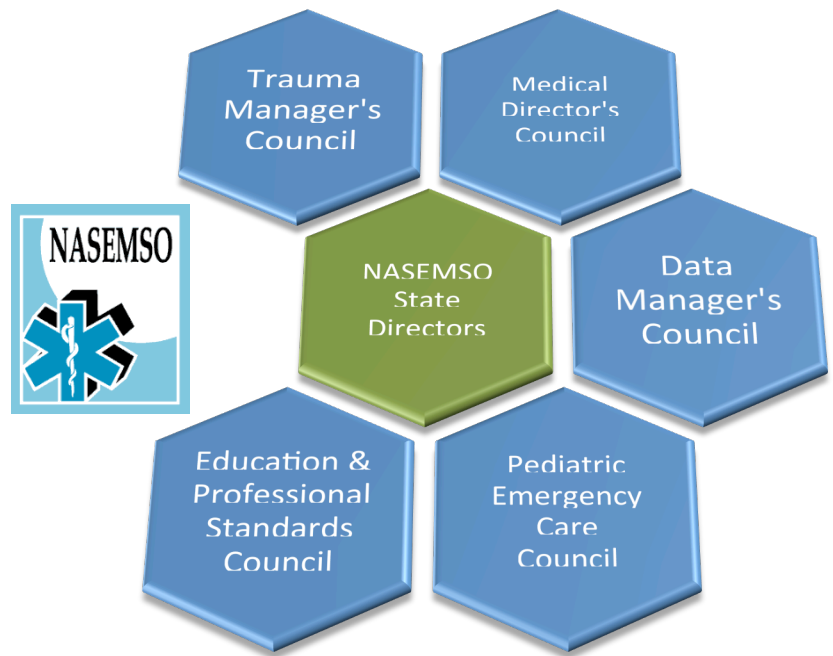 Trauma
Manager's
Council
Medical
Director's
Council
NASEMSO
NASEMSO
State
Directors
Data
Manager's
Council
Education &
Professional
Standards
Council
Pediatric
Emergency
Care
Council